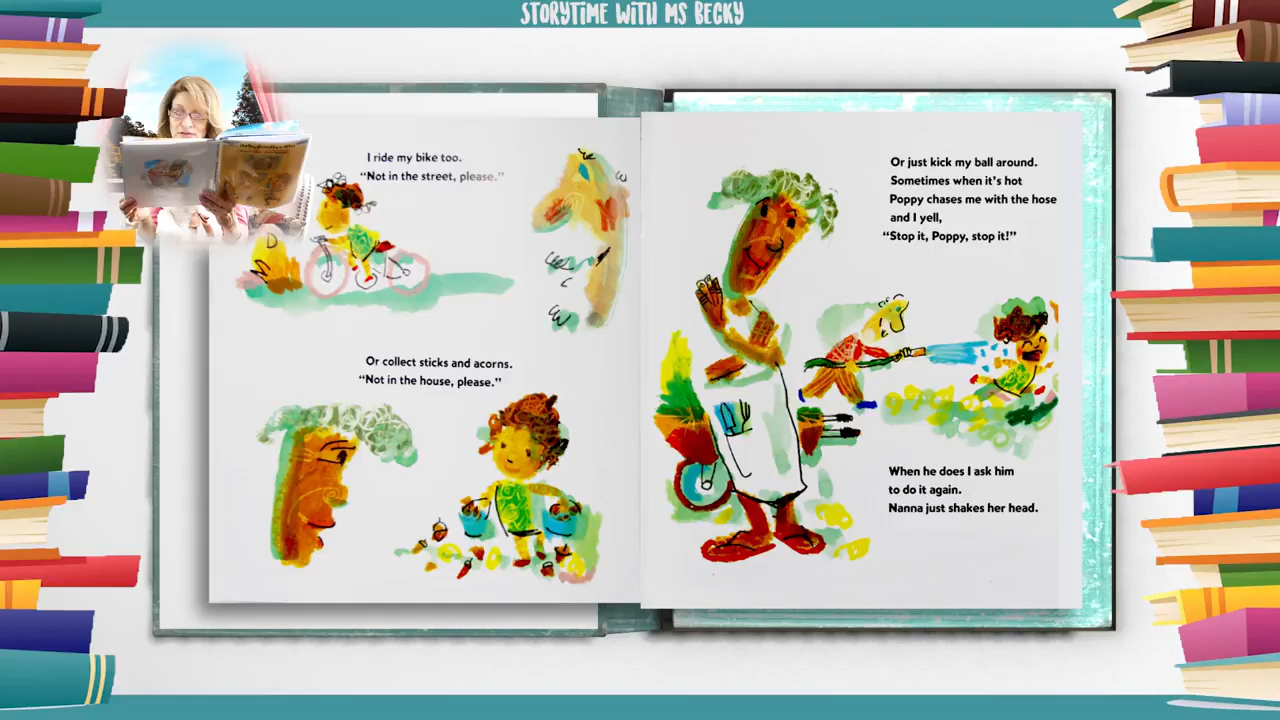 STORYTIME WITH MS BECKY
I ride my bike too.
"Not in the street, please."
Or collect sticks and acorns.
"Not in the house, please."
Or just kick my ball around.
Sometimes when it's hot
Poppy chases me with the hose
and I yell,
"Stop it, Poppy, stop it!"
When he does I ask him
to do it again.
Nanna just shakes her head.